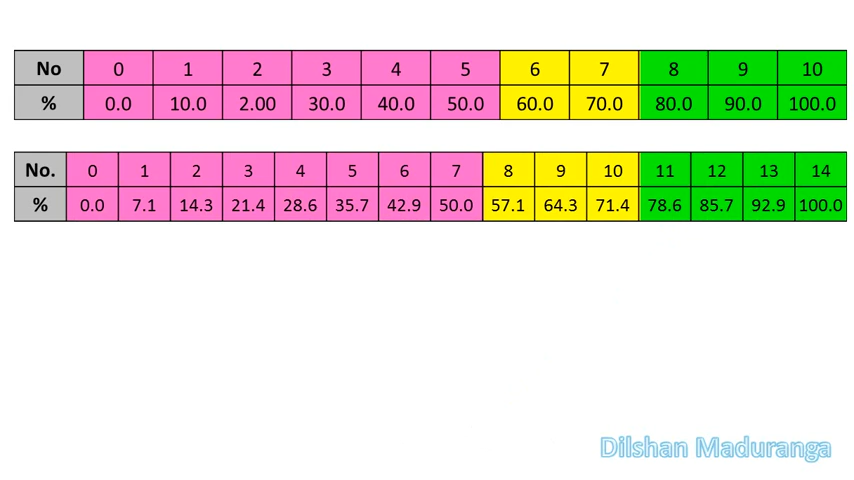 No 0 1 2 3 4 5 6 7 8 9 10
% 0.0 10.0 2.00 30.0 40.0 50.0 60.0 70.0 80.0 90.0 100.0
No. 0 1 2 3 4 5 6 7 8 9 10 11 12 13 14
% 0.0 7.1 14.3 21.4 28.6 35.7 42.9 50.0 57.1 64.3 71.4 78.6 85.7 92.9 100.0
Dilshan Maduranga